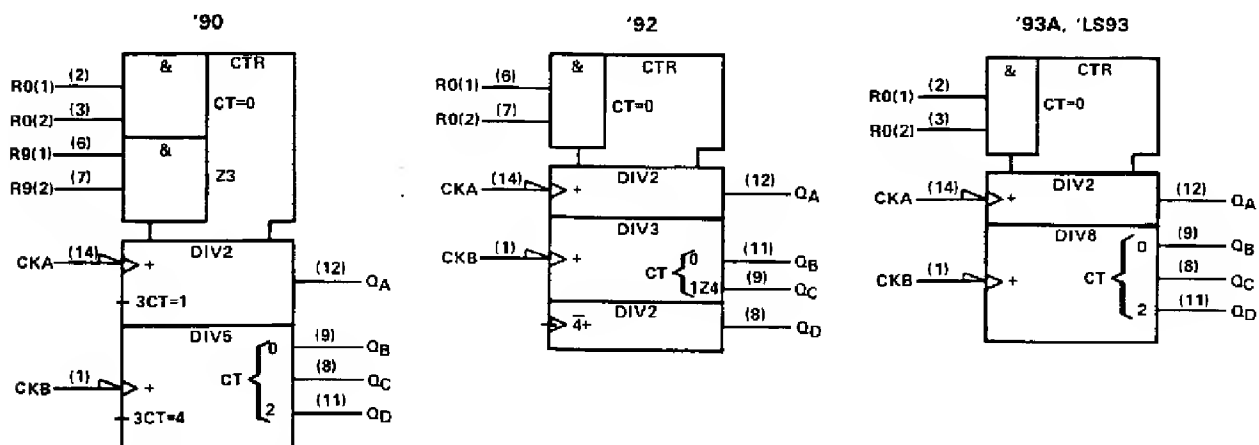 '90
&
CTR
R0(1) (2)
CT=0
R0(2) (3)
R9(1) (6)
&
R9(2) (7)
Z3
DIV2
CKA (14) +
(12) QA
3CT=1
DIV5
0 (9) QB
CKB (1) +
CT
(8) QC
2 (11) QD
3CT=4
'92
&
CTR
R0(1) (6)
CT=0
R0(2) (7)
DIV2
CKA (14) +
(12) QA
DIV3
CKB (1) +
CT
0 (11) QB
1Z4 (9) QC
DIV2
4+
(8) QD
'93A, 'LS93
&
CTR
R0(1) (2)
CT=0
R0(2) (3)
DIV2
CKA (14) +
(12) QA
DIV8
0 (9) QB
CKB (1) +
CT
(8) QC
2 (11) QD